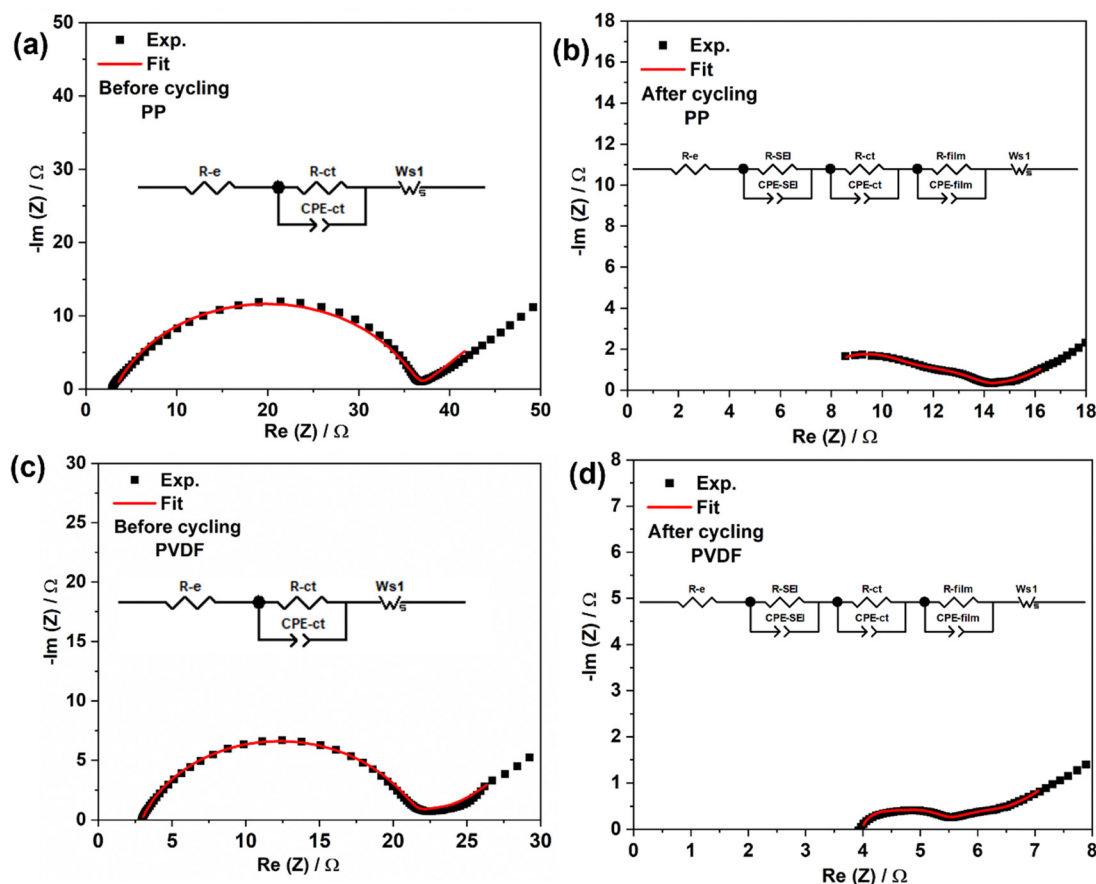 (a)
50
45
40
35
30
25
20
15
10
5
0
-Im (Z) / Ω
Exp.
Fit
Before cycling
PP
R-e
R-ct
CPE-ct
Ws1
s
0 10 20 30 40 50
Re (Z) / Ω
(b)
18
16
14
12
10
8
6
4
2
0
-Im (Z) / Ω
Exp.
Fit
After cycling
PP
R-e
R-SEI
R-ct
R-film
Ws1
CPE-SEI
CPE-ct
CPE-film
s
0 2 4 6 8 10 12 14 16 18
Re (Z) / Ω
(c)
30
25
20
15
10
5
0
-Im (Z) / Ω
Exp.
Fit
Before cycling
PVDF
R-e
R-ct
CPE-ct
Ws1
s
0 5 10 15 20 25 30
Re (Z) / Ω
(d)
8
7
6
5
4
3
2
1
0
-Im (Z) / Ω
Exp.
Fit
After cycling
PVDF
R-e
R-SEI
R-ct
R-film
Ws1
CPE-SEI
CPE-ct
CPE-film
s
0 1 2 3 4 5 6 7 8
Re (Z) / Ω